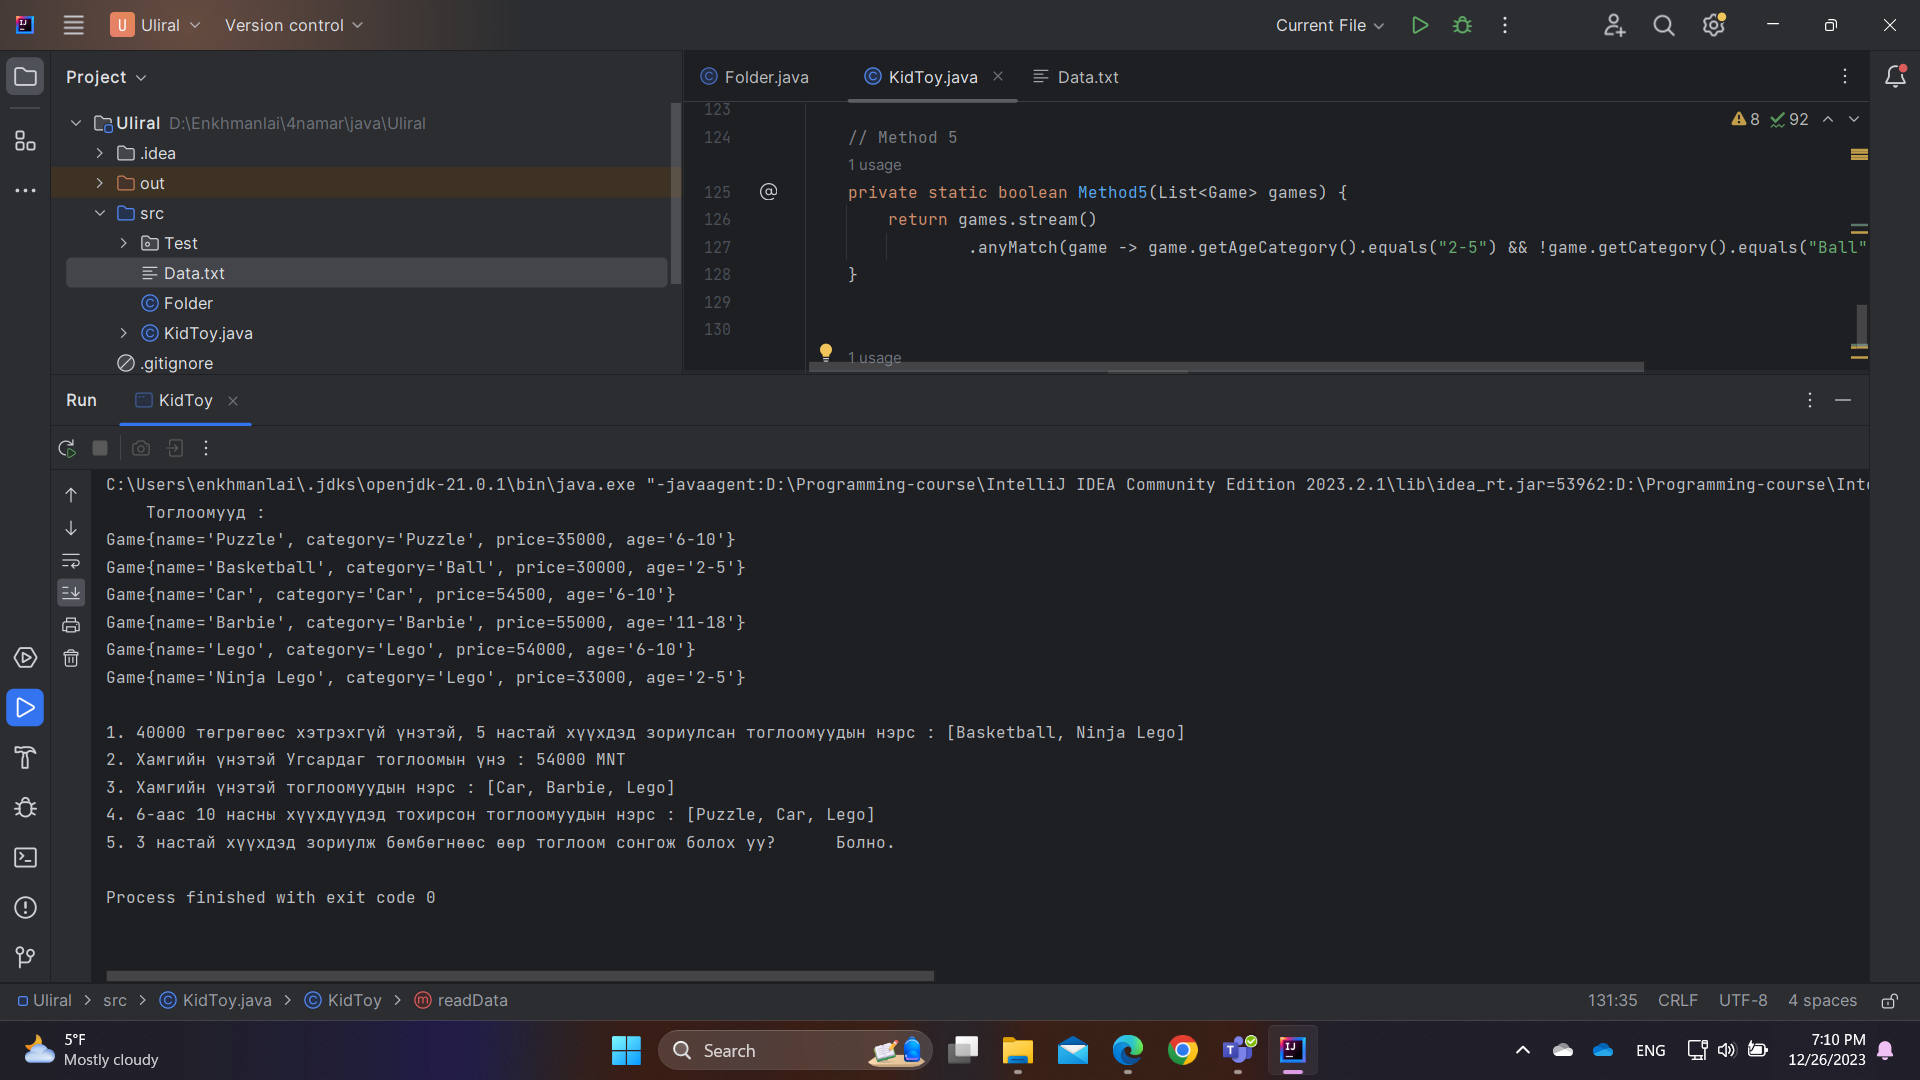 U Uliral Version control Current File
Project
Folder.java KidToy.java Data.txt
Uliral D:\Enkhmanlai\4namar\java\Uliral
.idea
out
src
Test
Data.txt
Folder
KidToy.java
.gitignore
8 92
123
124 // Method 5
1 usage
125 @ private static boolean Method5(List<Game> games) {
126 return games.stream()
127 .anyMatch(game -> game.getAgeCategory().equals("2-5") && !game.getCategory().equals("Ball"
128 }
129
130
1 usage
Run KidToy
C:\Users\enkhmanlai\.jdks\openjdk-21.0.1\bin\java.exe "-javaagent:D:\Programming-course\IntelliJ IDEA Community Edition 2023.2.1\lib\idea_rt.jar=53962:D:\Programming-course\Inte
Тоглоомууд :
Game{name='Puzzle', category='Puzzle', price=35000, age='6-10'}
Game{name='Basketball', category='Ball', price=30000, age='2-5'}
Game{name='Car', category='Car', price=54500, age='6-10'}
Game{name='Barbie', category='Barbie', price=55000, age='11-18'}
Game{name='Lego', category='Lego', price=54000, age='6-10'}
Game{name='Ninja Lego', category='Lego', price=33000, age='2-5'}
1. 40000 төгрөгөөс хэтрэхгүй үнэтэй, 5 настай хүүхдэд зориулсан тоглоомуудын нэрс : [Basketball, Ninja Lego]
2. Хамгийн үнэтэй Угсардаг тоглоомын үнэ : 54000 MNT
3. Хамгийн үнэтэй тоглоомуудын нэрс : [Car, Barbie, Lego]
4. 6-аас 10 насны хүүхдүүдэд тохирсон тоглоомуудын нэрс : [Puzzle, Car, Lego]
5. 3 настай хүүхдэд зориулж бөмбөгнөөс өөр тоглоом сонгож болох уу? Болно.
Process finished with exit code 0
Uliral > src > KidToy.java > KidToy > readData 131:35 CRLF UTF-8 4 spaces
5°F
Mostly cloudy
Search
ENG
7:10 PM
12/26/2023